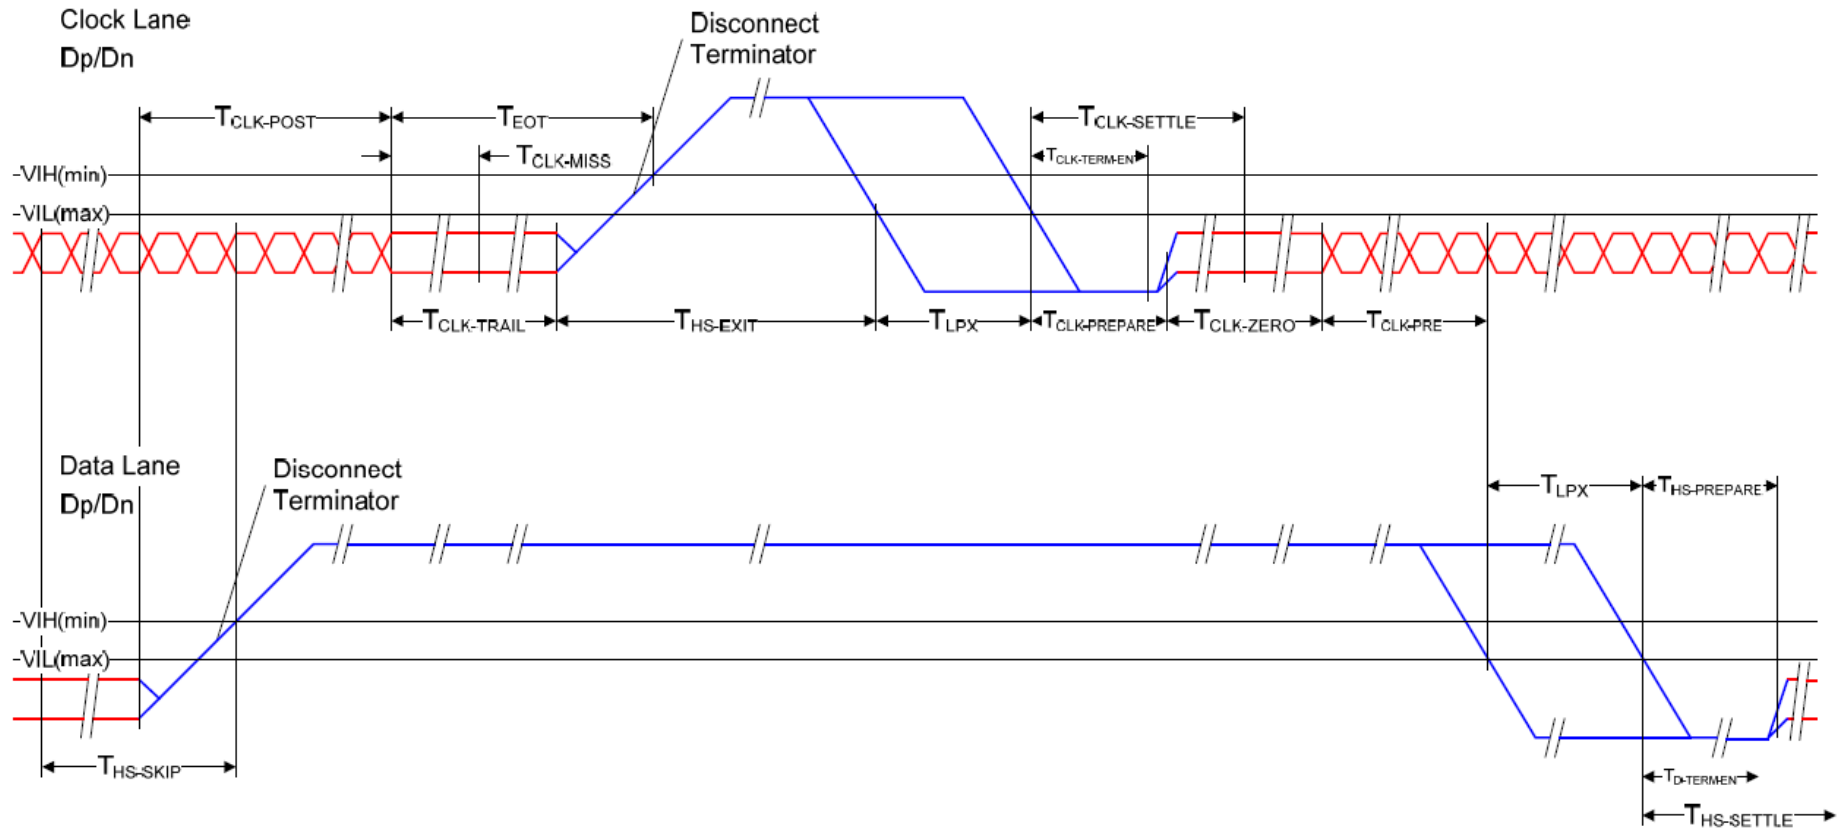 Clock Lane
Dp/Dn
Disconnect
Terminator
TCLK-POST
TEOT
TCLK-SETTLE
TCLK-MISS
TCLK-TERM-EN
VIH(min)
VIL(max)
TCLK-TRAIL
THS-EXIT
TLPX
TCLK-PREPARE
TCLK-ZERO
TCLK-PRE
Data Lane
Dp/Dn
Disconnect
Terminator
TLPX
THS-PREPARE
VIH(min)
VIL(max)
THS-SKIP
TD-TERM-EN
THS-SETTLE